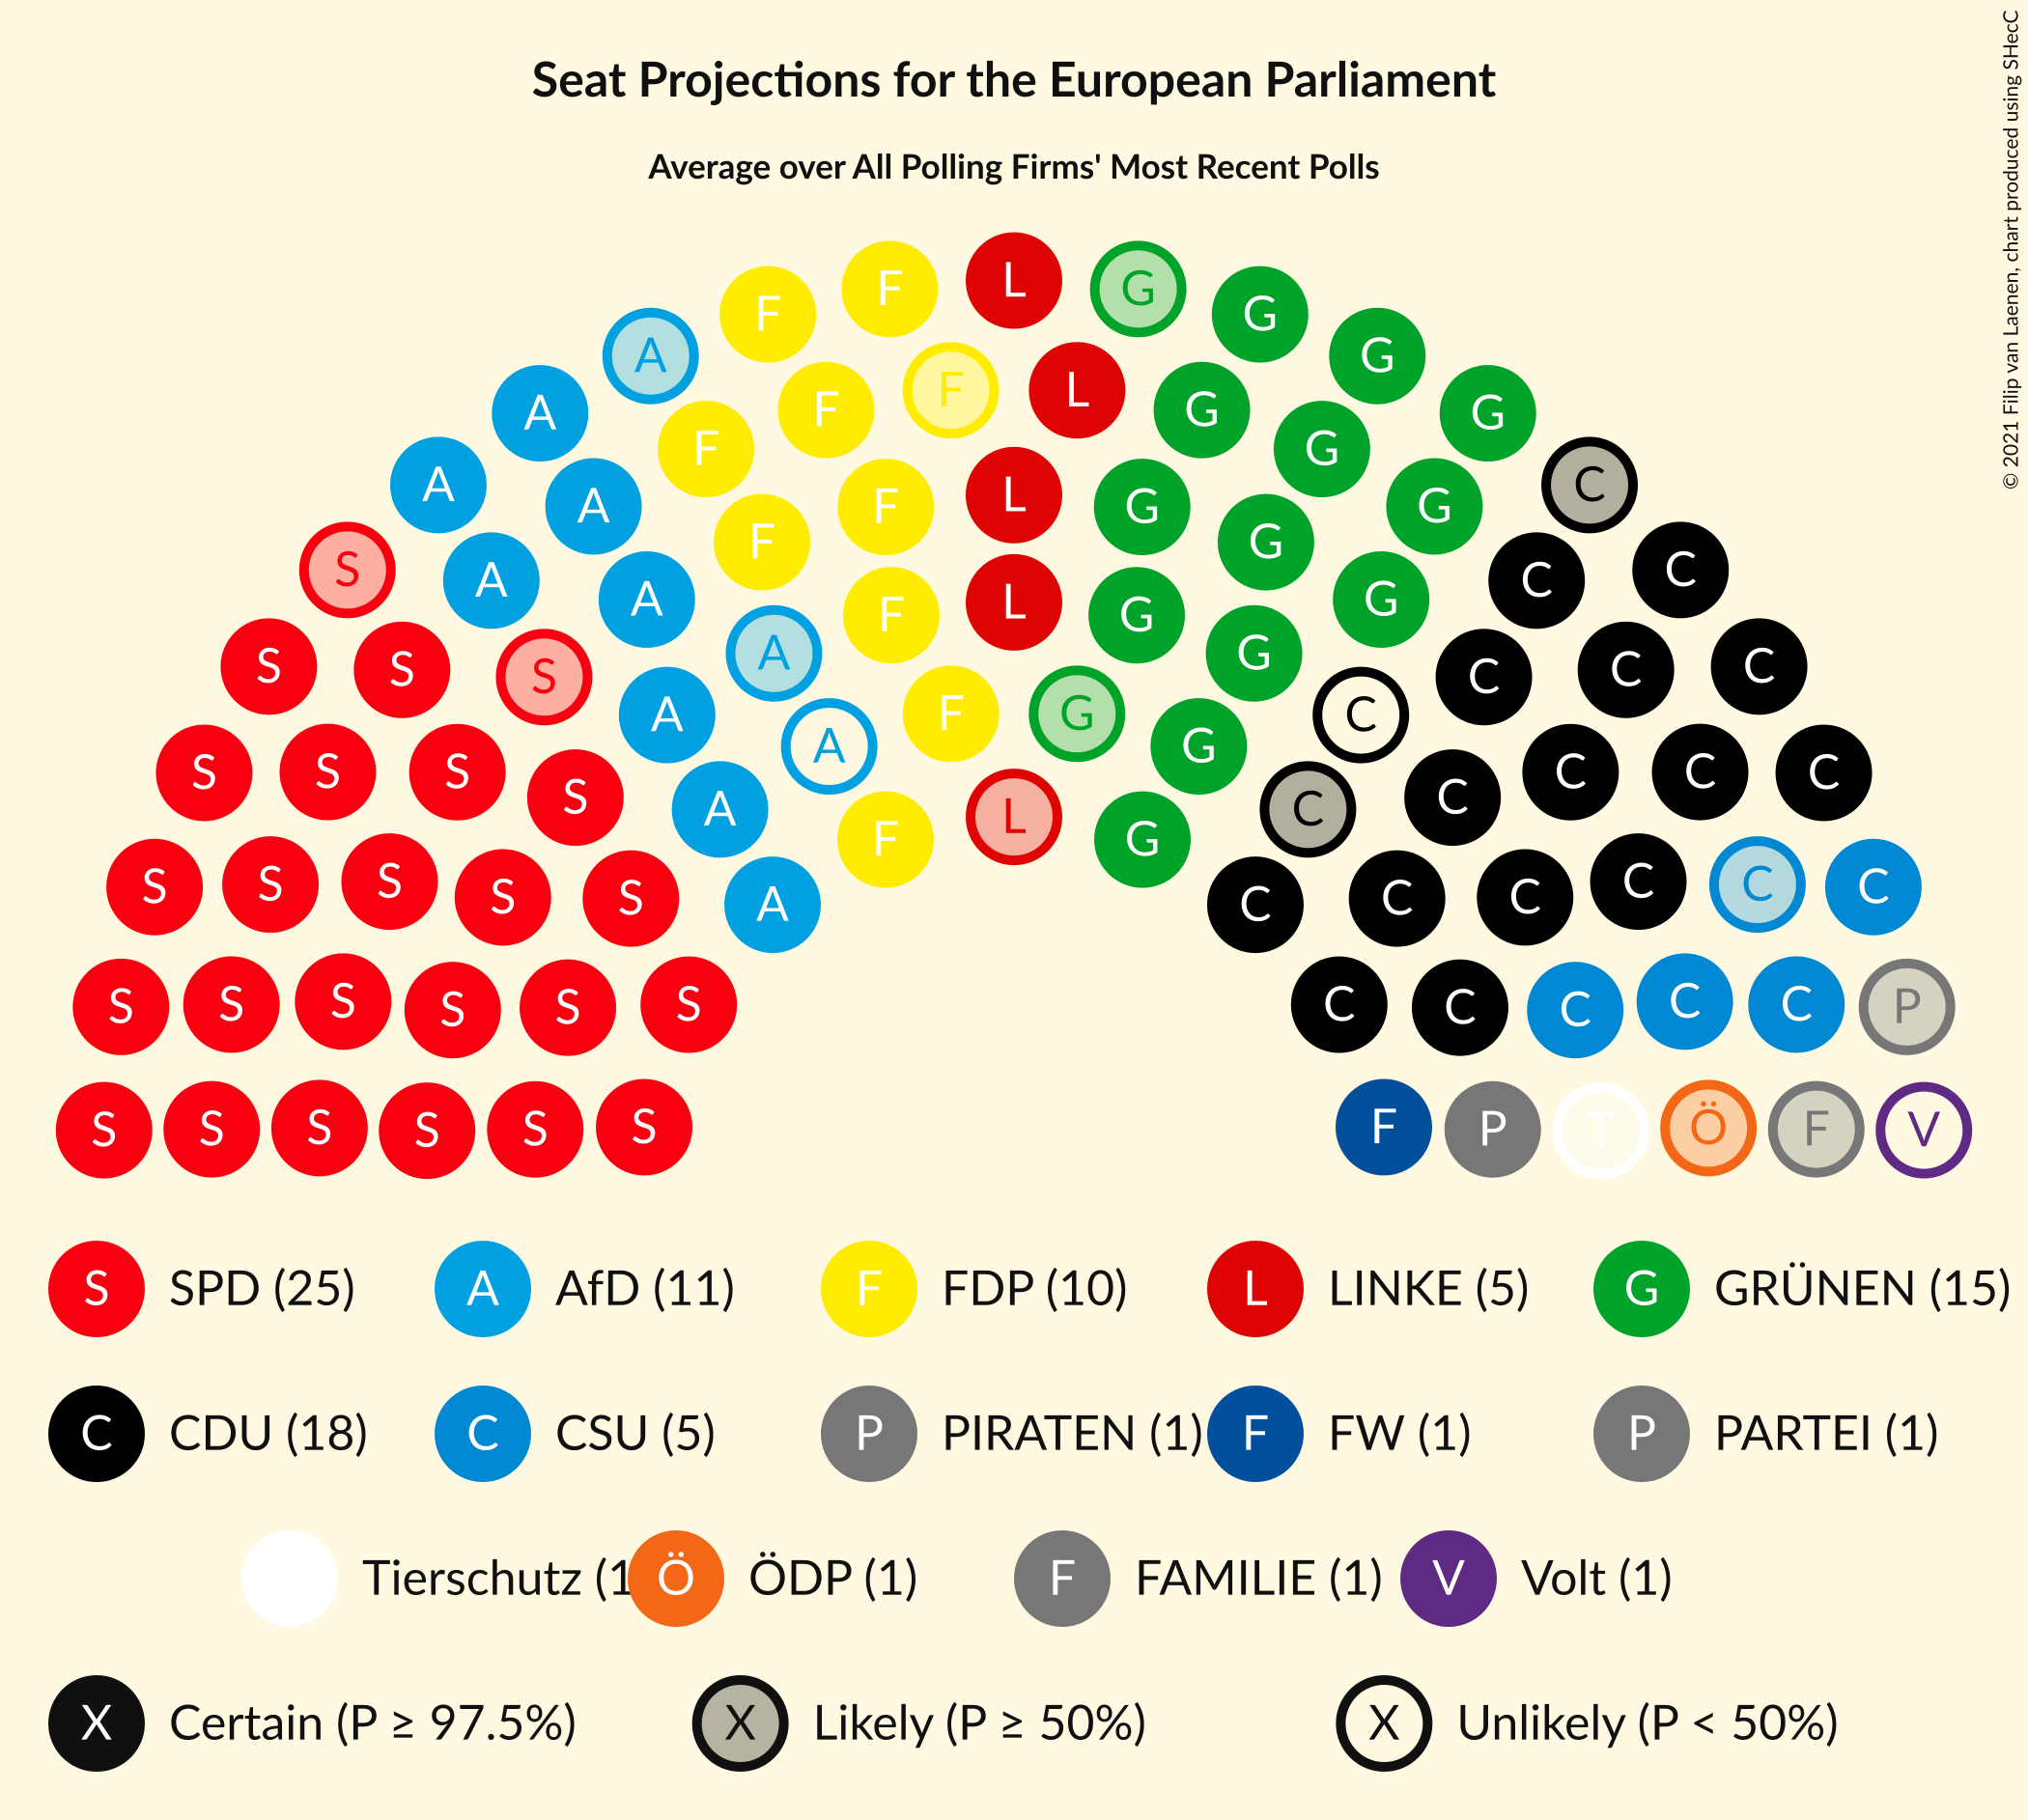 © 2021 Filip van Laenen, chart produced using SHecC
Seat Projections for the European Parliament
Average over All Polling Firms' Most Recent Polls
F L G
F G
A G
F L
A F G G
F G
A L C
A F G G
F G
S C
A C
A L G
F G
A G
S S C C
S C
A F G C
A G
S S S C C C
S C
A L C
F G
S S S C C C
S S A C C C
S S S S S S C C C C C P
S S S S S S F P T Ö F V
S SPD (25) A AfD (11) F FDP (10) L LINKE (5) G GRÜNEN (15)
C CDU (18) C CSU (5) P PIRATEN (1) F FW (1) P PARTEI (1)
Tierschutz (1 Ö ÖDP (1) F FAMILIE (1) V Volt (1)
X Certain (P ≥ 97.5%) X Likely (P ≥ 50%) X Unlikely (P < 50%)